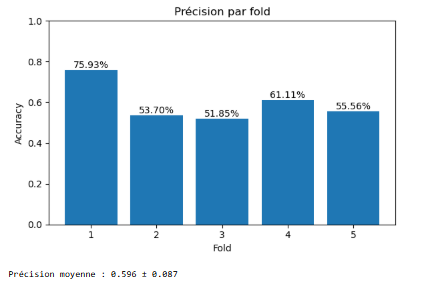 Précision par fold
1.0
0.8
0.6
0.4
0.2
0.0
Accuracy
75.93%
53.70%
51.85%
61.11%
55.56%
1 2 3 4 5
Fold
Précision moyenne : 0.596 ± 0.087